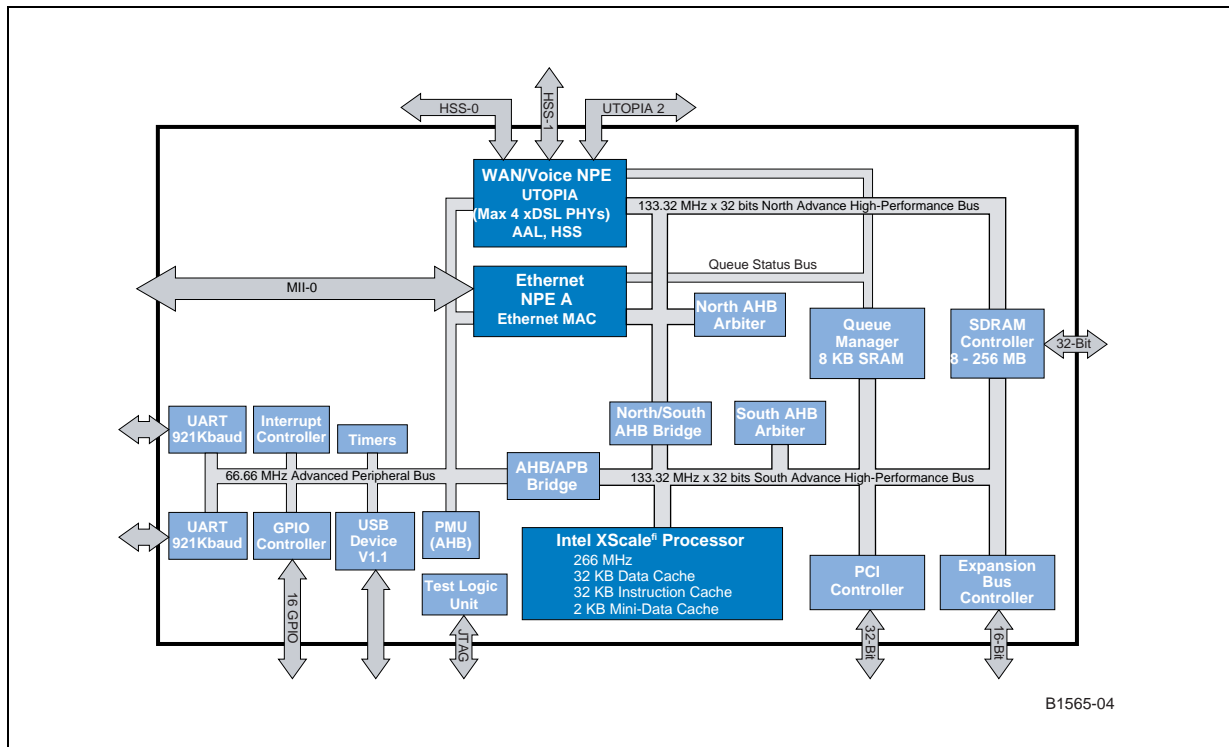 HSS-0
HSS-1
UTOPIA 2
WAN/Voice NPE
UTOPIA
(Max 4 xDSL PHYs)
AAL, HSS
133.32 MHz x 32 bits North Advance High-Performance Bus
Queue Status Bus
MII-0
Ethernet
NPE A
Ethernet MAC
North AHB
Arbiter
Queue
Manager
8 KB SRAM
SDRAM
Controller
8 - 256 MB
32-Bit
UART
921Kbaud
Interrupt
Controller
Timers
North/South
AHB Bridge
South AHB
Arbiter
66.66 MHz Advanced Peripheral Bus
AHB/APB
Bridge
133.32 MHz x 32 bits South Advance High-Performance Bus
UART
921Kbaud
GPIO
Controller
USB
Device
V1.1
PMU
(AHB)
Intel XScaleﬁ Processor
266 MHz
32 KB Data Cache
32 KB Instruction Cache
2 KB Mini-Data Cache
Test Logic
Unit
PCI
Controller
Expansion
Bus
Controller
16 GPIO
JTAG
32-Bit
16-Bit
B1565-04